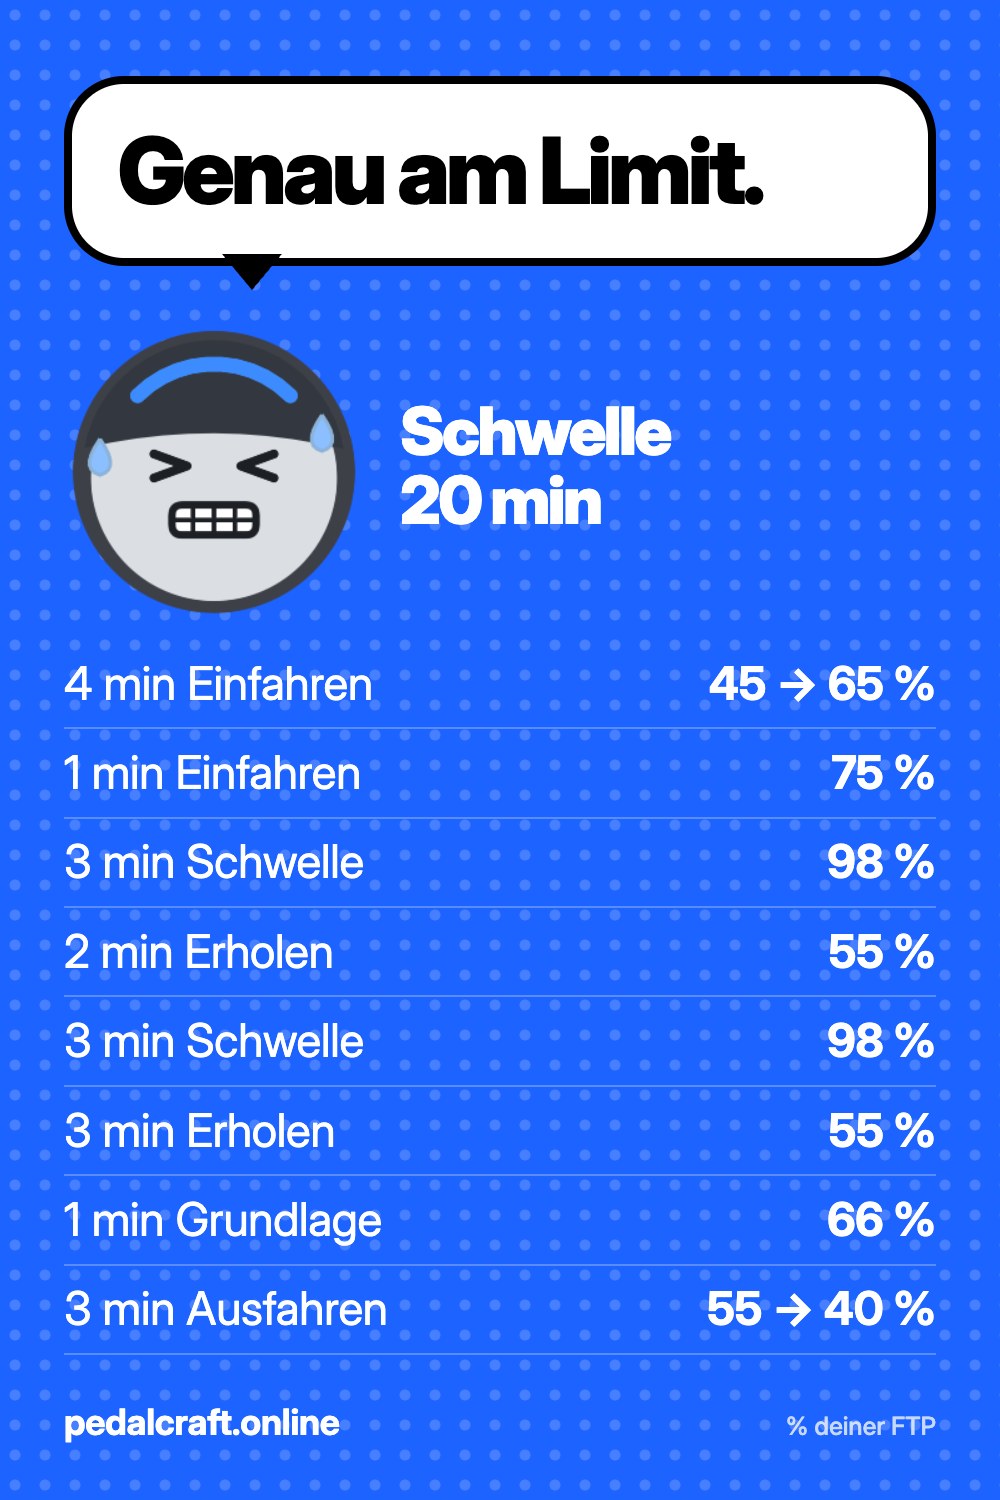 Genau am Limit.
Schwelle
20 min
4 min Einfahren 45 → 65 %
1 min Einfahren 75 %
3 min Schwelle 98 %
2 min Erholen 55 %
3 min Schwelle 98 %
3 min Erholen 55 %
1 min Grundlage 66 %
3 min Ausfahren 55 → 40 %
pedalcraft.online % deiner FTP